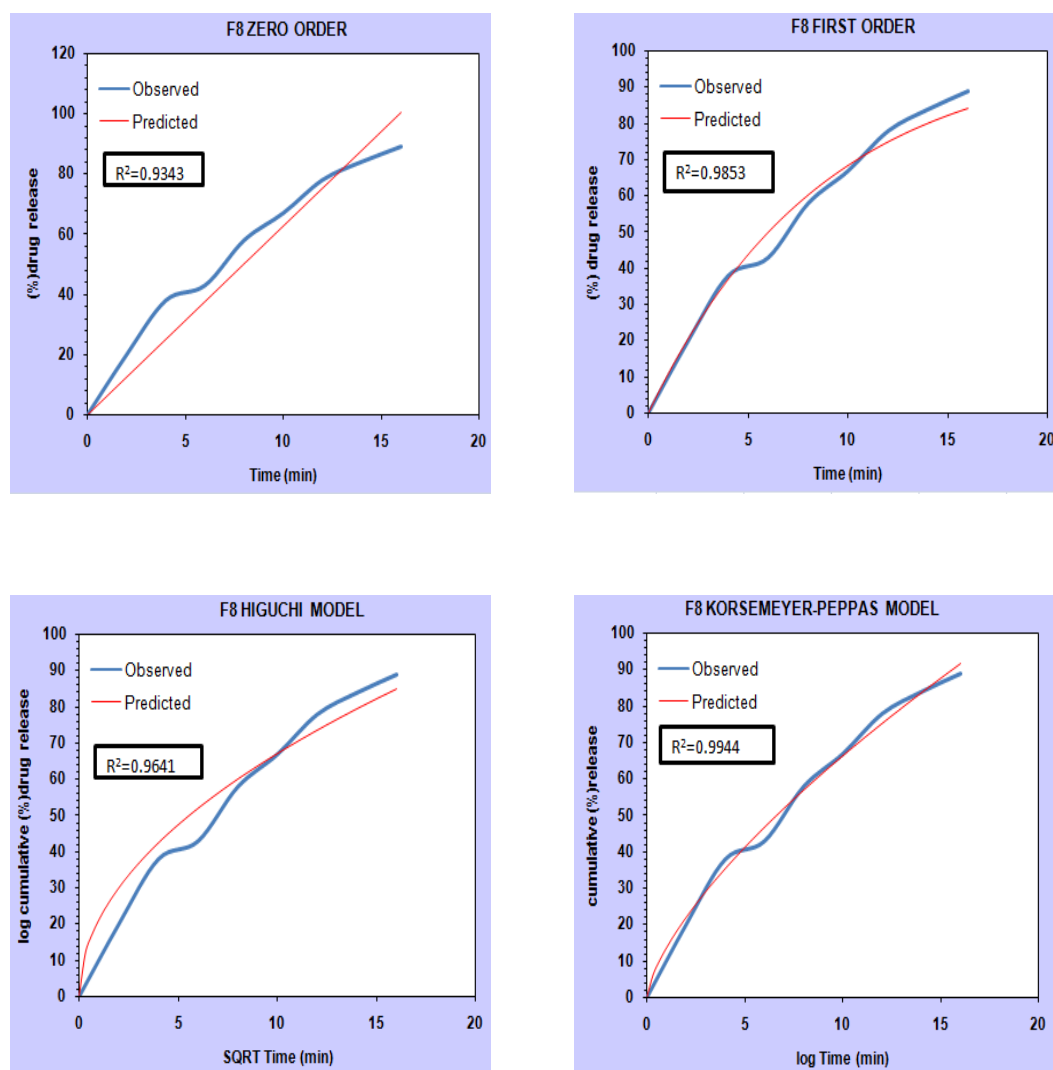 F8 ZERO ORDER
120
100
80
60
40
20
0
(%)drug release
Observed
Predicted
R²=0.9343
0 5 10 15 20
Time (min)
F8 FIRST ORDER
100
90
80
70
60
50
40
30
20
10
0
(%) drug release
Observed
Predicted
R²=0.9853
0 5 10 15 20
Time (min)
F8 HIGUCHI MODEL
100
90
80
70
60
50
40
30
20
10
0
log cumulative (%)drug release
Observed
Predicted
R²=0.9641
0 5 10 15 20
SQRT Time (min)
F8 KORSEMEYER-PEPPAS MODEL
100
90
80
70
60
50
40
30
20
10
0
cumulative (%)release
Observed
Predicted
R²=0.9944
0 5 10 15 20
log Time (min)